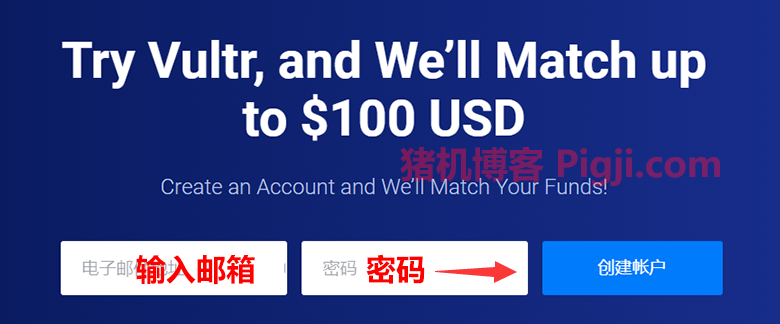 Try Vultr, and We'll Match up
to $100 USD
猪机博客 Piqji.com
Create an Account and We'll Match Your Funds!
输入邮箱
密码 密码
创建帐户